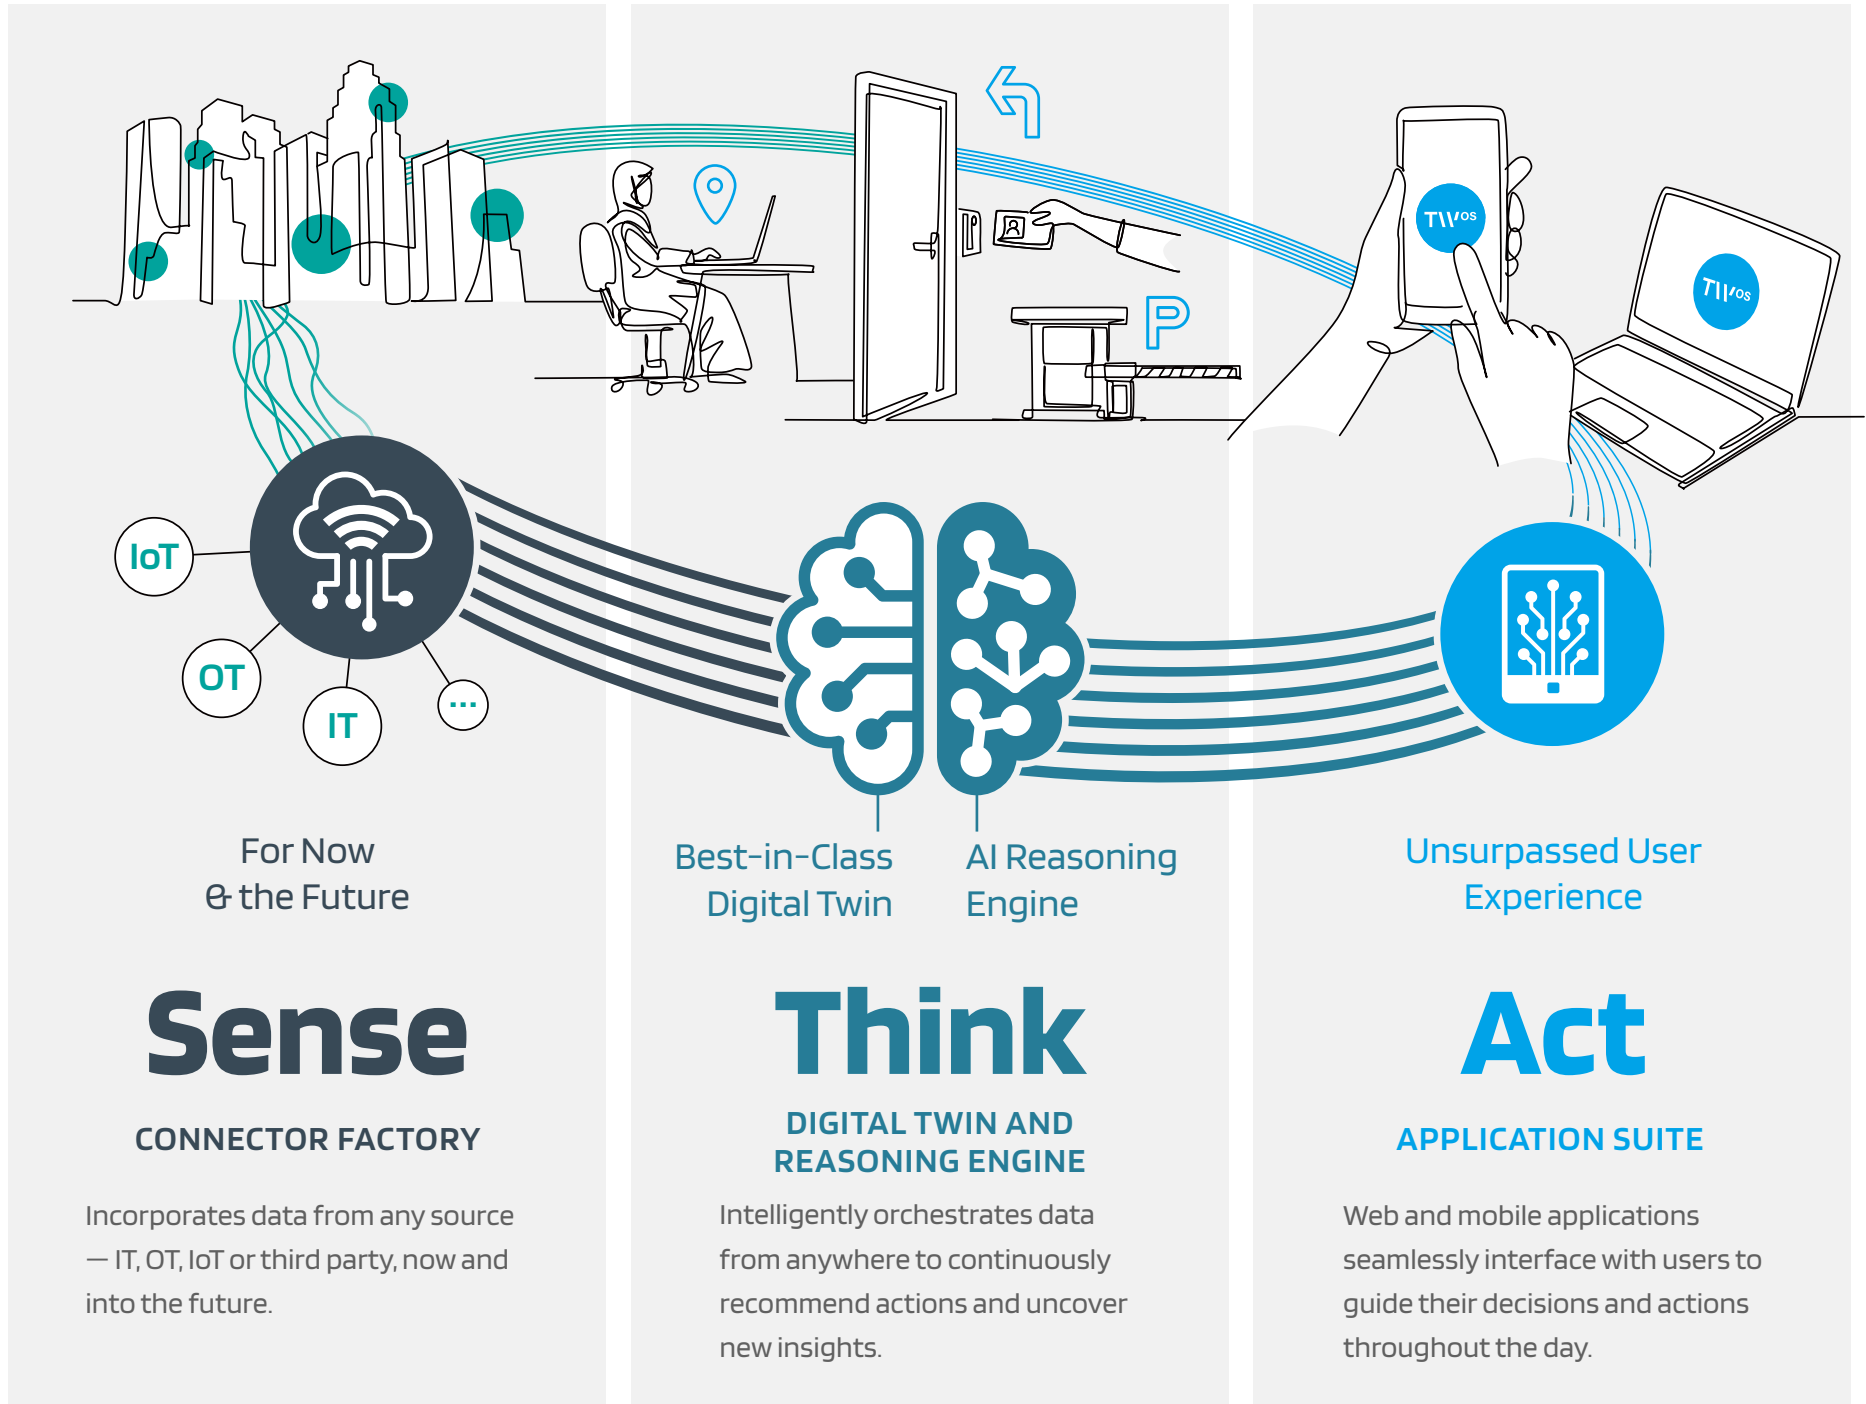 P
TWOS
TWOS
IoT
OT
IT
...
For Now
& the Future
Best-in-Class
Digital Twin
AI Reasoning
Engine
Unsurpassed User
Experience
Sense
Think
Act
CONNECTOR FACTORY
DIGITAL TWIN AND
REASONING ENGINE
APPLICATION SUITE
Incorporates data from any source
— IT, OT, IoT or third party, now and
into the future.
Intelligently orchestrates data
from anywhere to continuously
recommend actions and uncover
new insights.
Web and mobile applications
seamlessly interface with users to
guide their decisions and actions
throughout the day.